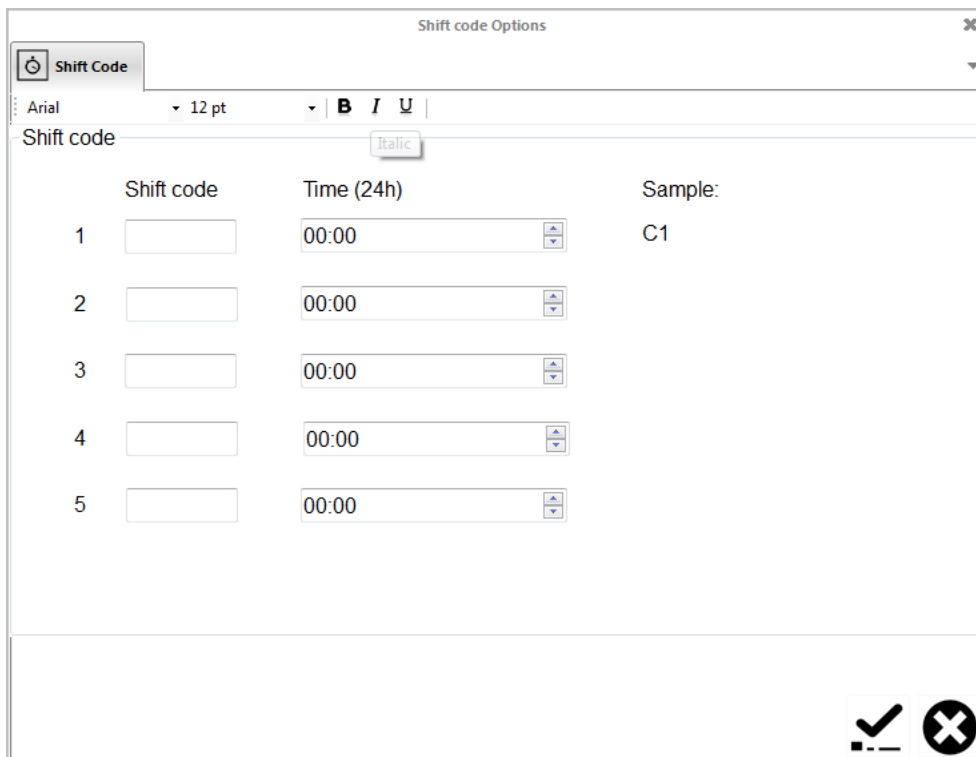 Shift code Options
Shift Code
Arial 12 pt B I U
Shift code
Italic
Shift code Time (24h) Sample:
1 00:00 C1
2 00:00
3 00:00
4 00:00
5 00:00